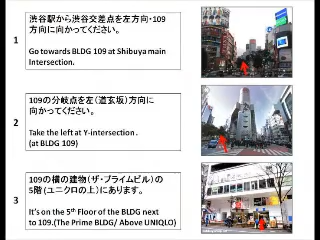 1
渋谷駅から渋谷交差点を左方向・109
方向に向かってください。
Go towards BLDG 109 at Shibuya main
Intersection.
2
109の分岐点を左(道玄坂)方向に
向かってください。
Take the left at Y-intersection .
(at BLDG 109)
3
109の横の建物(ザ・プライムビル)の
5階(ユニクロの上)にあります。
It's on the 5th Floor of the BLDG next
to 109.(The Prime BLDG/ Above UNIQLO)